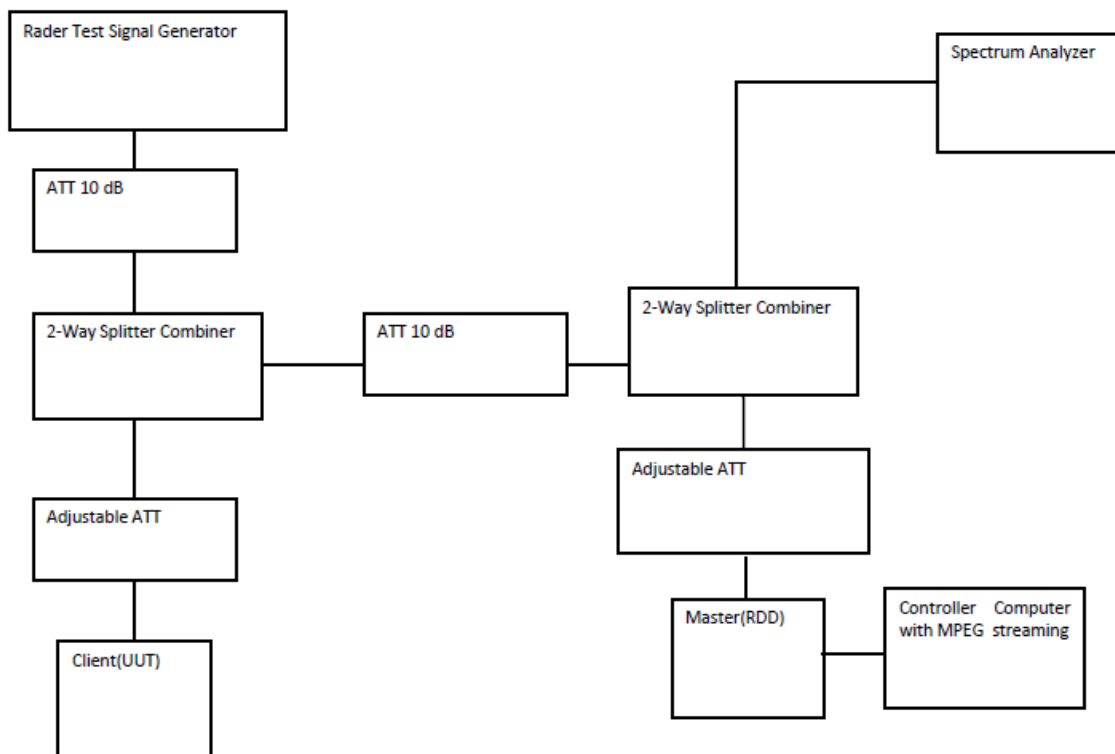 Rader Test Signal Generator
Spectrum Analyzer
ATT 10 dB
2-Way Splitter Combiner
ATT 10 dB
2-Way Splitter Combiner
Adjustable ATT
Adjustable ATT
Client(UUT)
Master(RDD)
Controller Computer
with MPEG streaming